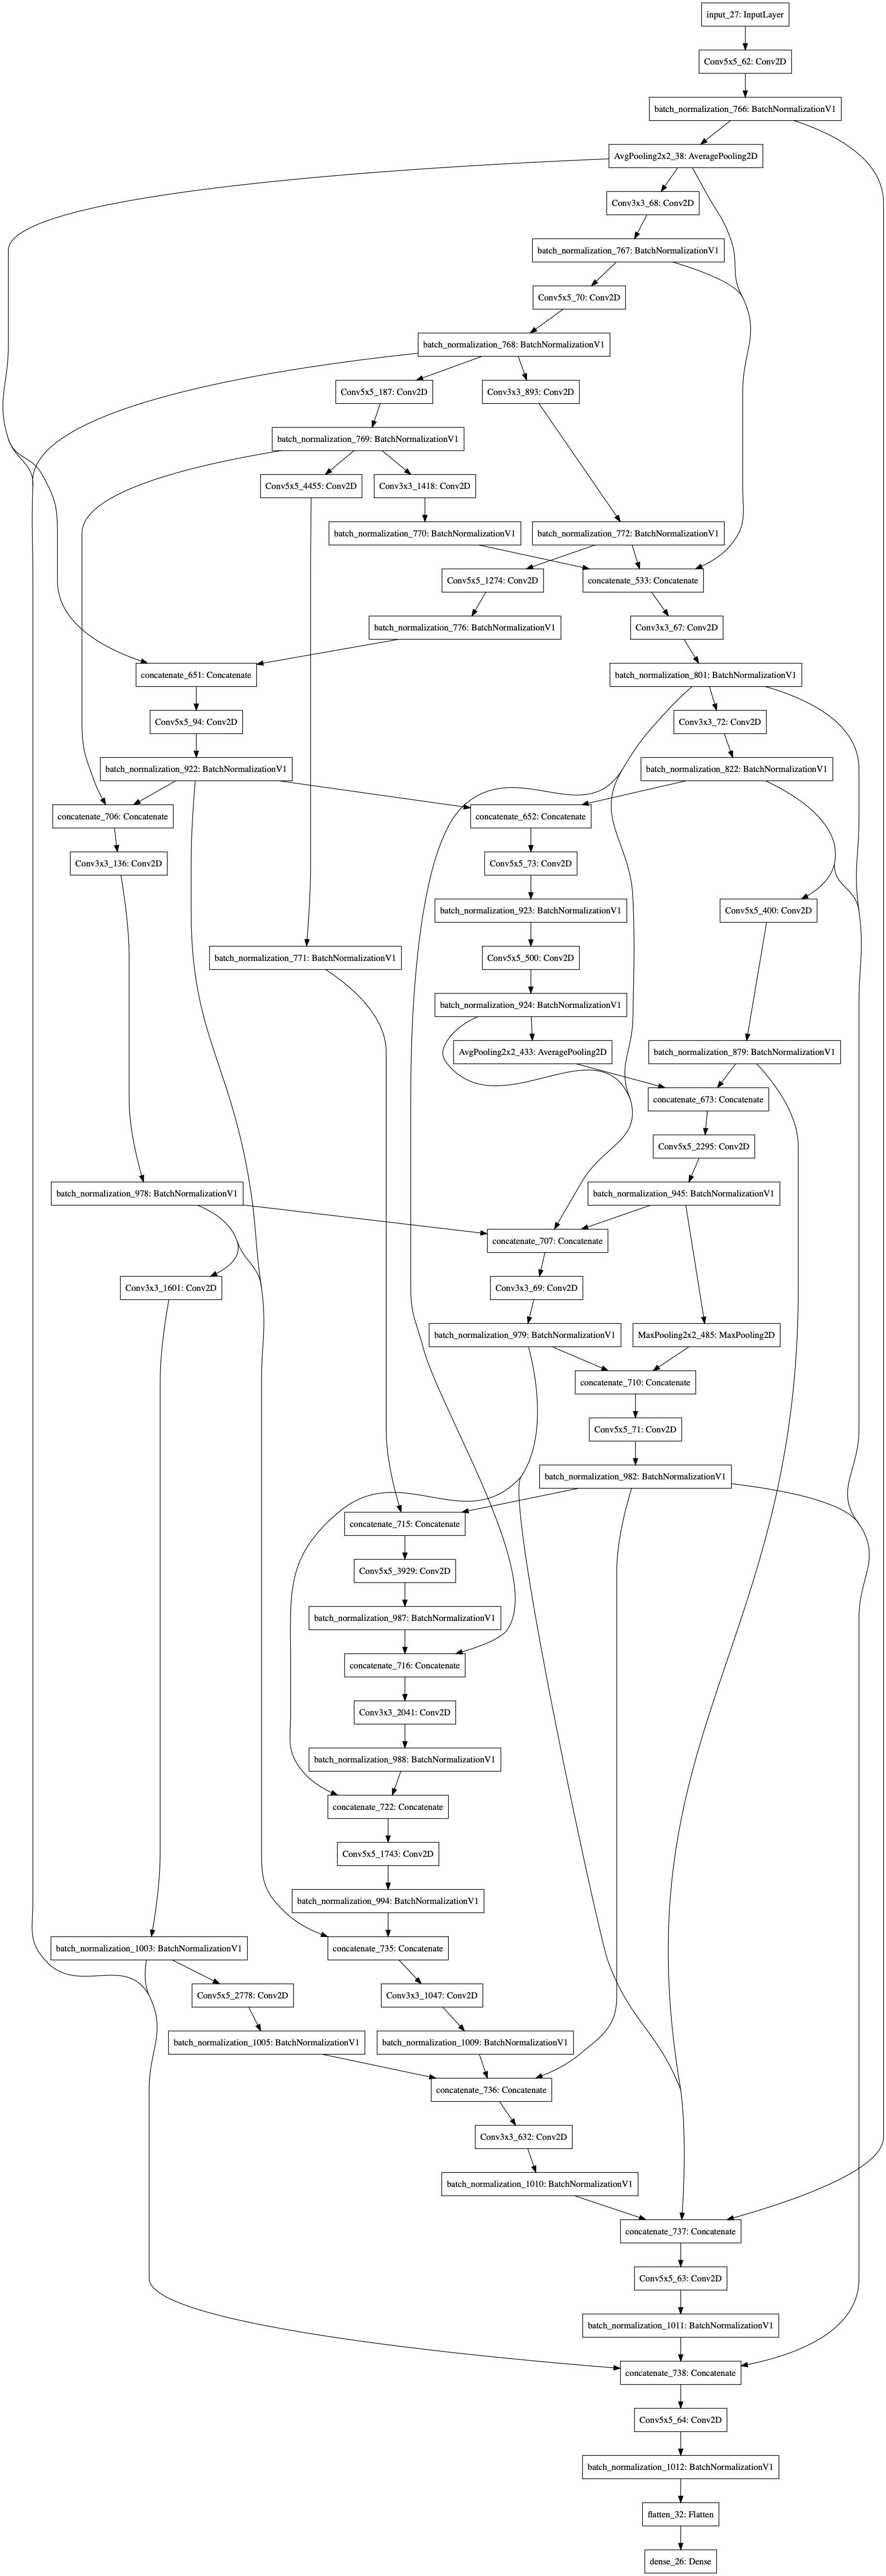 input_27: InputLayer
Conv5x5_62: Conv2D
batch_normalization_766: BatchNormalizationV1
AvgPooling2x2_38: AveragePooling2D
Conv3x3_68: Conv2D
batch_normalization_767: BatchNormalizationV1
Conv5x5_70: Conv2D
batch_normalization_768: BatchNormalizationV1
Conv5x5_187: Conv2D
Conv3x3_893: Conv2D
batch_normalization_769: BatchNormalizationV1
Conv5x5_4455: Conv2D
Conv3x3_1418: Conv2D
batch_normalization_770: BatchNormalizationV1
batch_normalization_772: BatchNormalizationV1
Conv5x5_1274: Conv2D
concatenate_533: Concatenate
batch_normalization_776: BatchNormalizationV1
Conv3x3_67: Conv2D
concatenate_651: Concatenate
batch_normalization_801: BatchNormalizationV1
Conv5x5_94: Conv2D
Conv3x3_72: Conv2D
batch_normalization_922: BatchNormalizationV1
batch_normalization_822: BatchNormalizationV1
concatenate_706: Concatenate
concatenate_652: Concatenate
Conv3x3_136: Conv2D
Conv5x5_73: Conv2D
batch_normalization_923: BatchNormalizationV1
Conv5x5_400: Conv2D
batch_normalization_771: BatchNormalizationV1
Conv5x5_500: Conv2D
batch_normalization_924: BatchNormalizationV1
AvgPooling2x2_433: AveragePooling2D
batch_normalization_879: BatchNormalizationV1
concatenate_673: Concatenate
Conv5x5_2295: Conv2D
batch_normalization_978: BatchNormalizationV1
batch_normalization_945: BatchNormalizationV1
concatenate_707: Concatenate
Conv3x3_1601: Conv2D
Conv3x3_69: Conv2D
batch_normalization_979: BatchNormalizationV1
MaxPooling2x2_485: MaxPooling2D
concatenate_710: Concatenate
Conv5x5_71: Conv2D
batch_normalization_982: BatchNormalizationV1
concatenate_715: Concatenate
Conv5x5_3929: Conv2D
batch_normalization_987: BatchNormalizationV1
concatenate_716: Concatenate
Conv3x3_2041: Conv2D
batch_normalization_988: BatchNormalizationV1
concatenate_722: Concatenate
Conv5x5_1743: Conv2D
batch_normalization_994: BatchNormalizationV1
batch_normalization_1003: BatchNormalizationV1
concatenate_735: Concatenate
Conv5x5_2778: Conv2D
Conv3x3_1047: Conv2D
batch_normalization_1005: BatchNormalizationV1
batch_normalization_1009: BatchNormalizationV1
concatenate_736: Concatenate
Conv3x3_632: Conv2D
batch_normalization_1010: BatchNormalizationV1
concatenate_737: Concatenate
Conv5x5_63: Conv2D
batch_normalization_1011: BatchNormalizationV1
concatenate_738: Concatenate
Conv5x5_64: Conv2D
batch_normalization_1012: BatchNormalizationV1
flatten_32: Flatten
dense_26: Dense